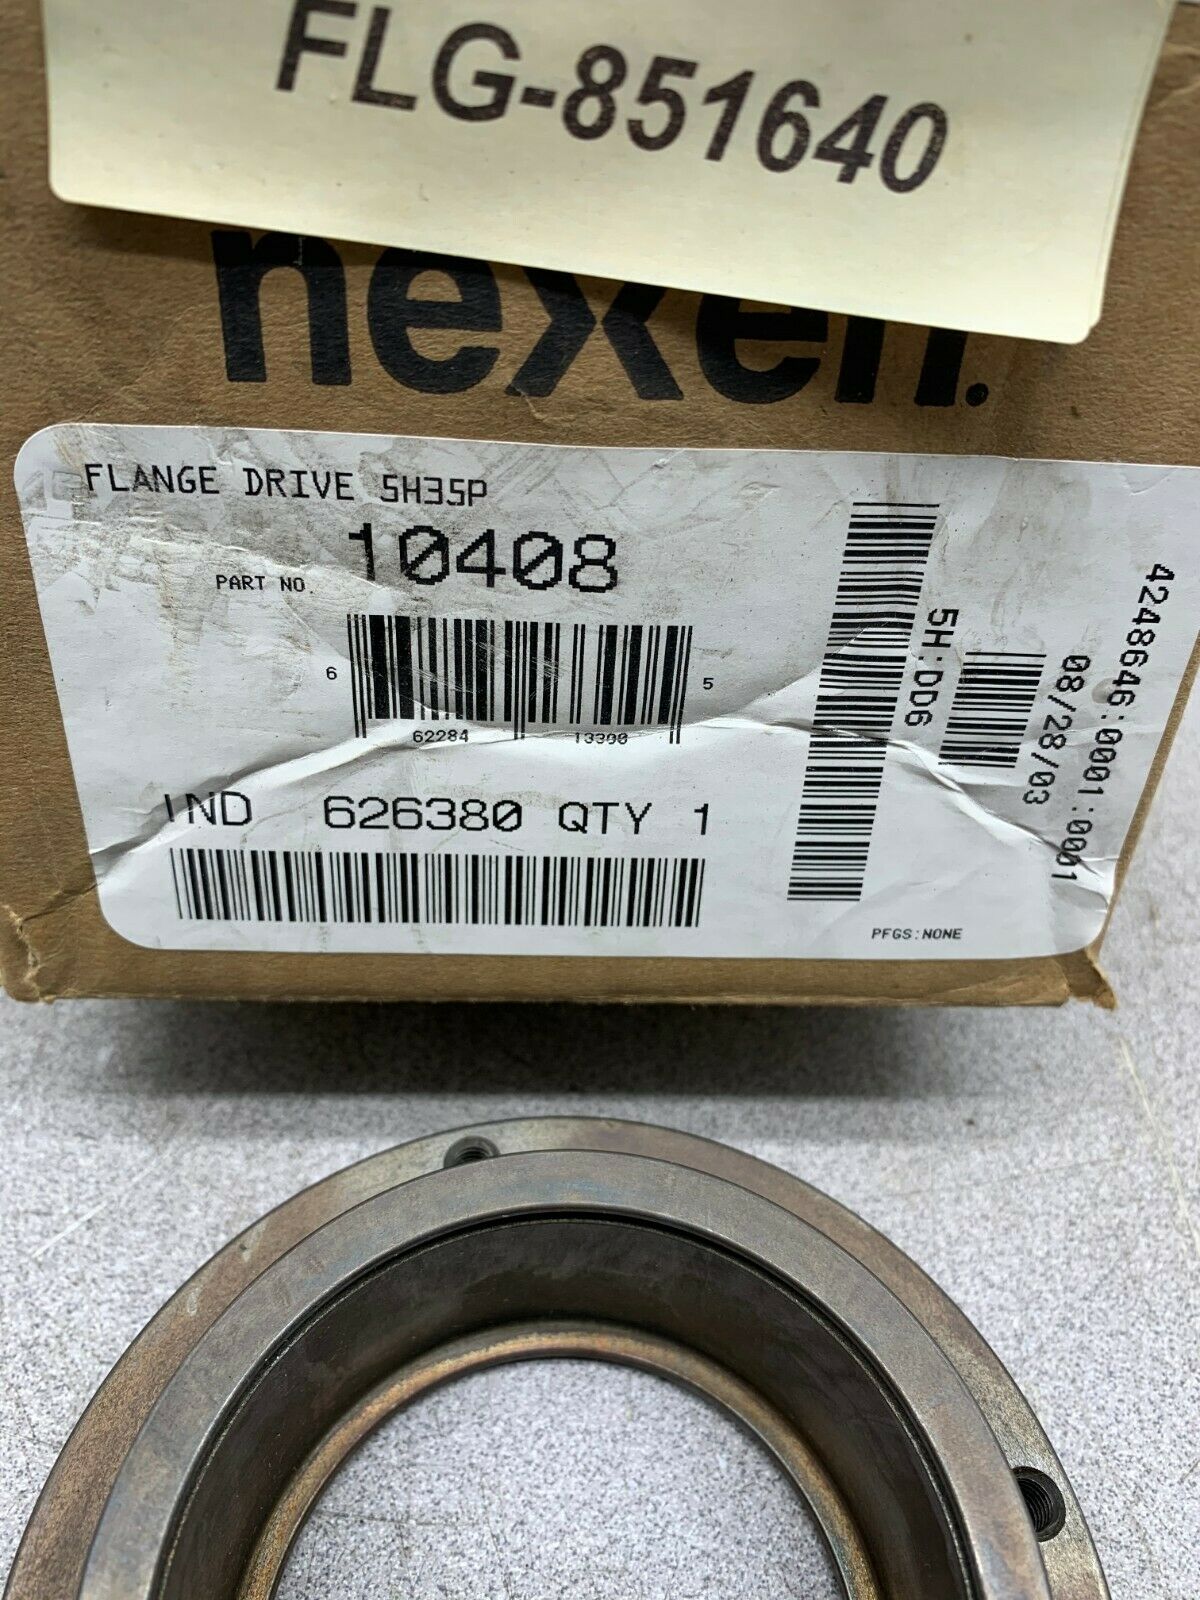 FLG-851640
nexen.
FLANGE DRIVE 5H35P
PART NO. 10408
6 62284 13300 5
IND 626380 QTY 1
5H:DD6
08/28/03
4248646:0001:0001
PFGS:NONE